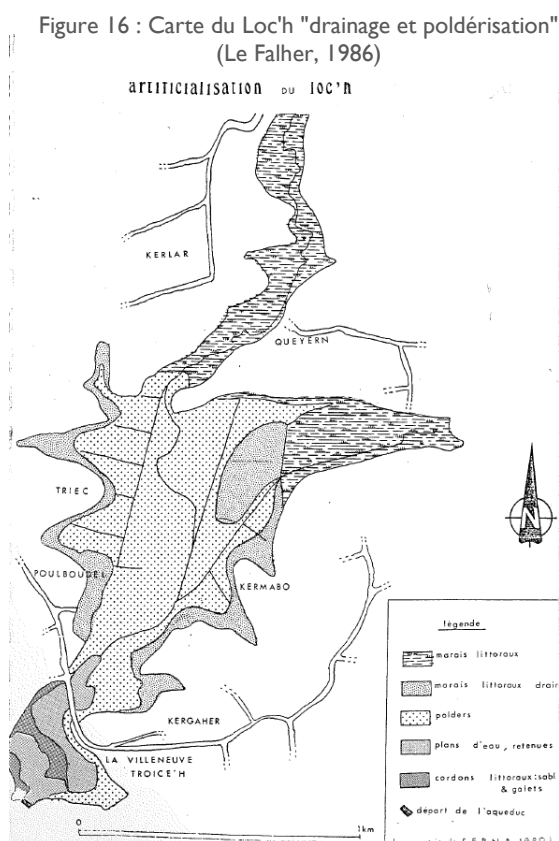 Figure 16 : Carte du Loc'h "drainage et poldérisation"
(Le Falher, 1986)
artificialisation DU loc'h
KERLAR
QUEYERN
TRIEC
POULBOUDEL
KERMABO
N
légende
marais littoraux
marais littoraux drair
polders
plans d'eau, retenues
cordons littoraux: sabl
& galets
départ de l'aqueduc
KERGAHER
LA VILLENEUVE
TROICE'H
0
1km